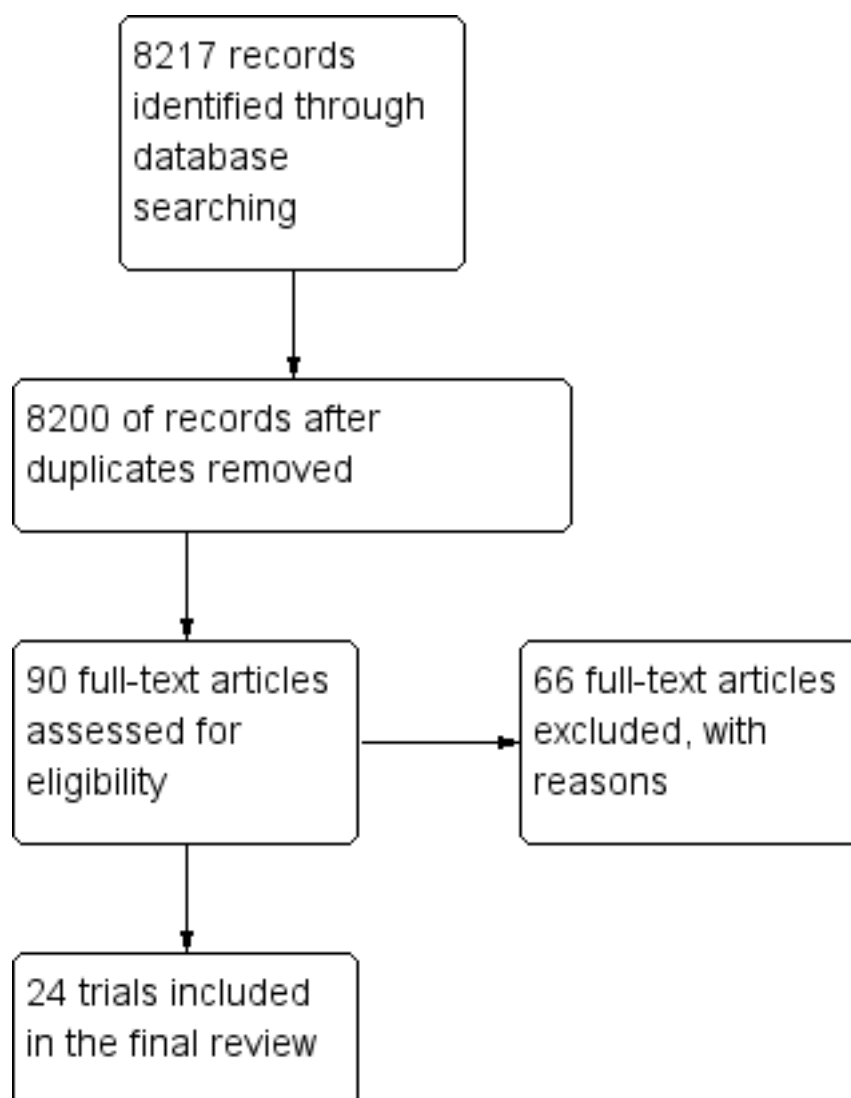 8217 records
identified through
database
searching
8200 of records after
duplicates removed
90 full-text articles
assessed for
eligibility
66 full-text articles
excluded, with
reasons
24 trials included
in the final review